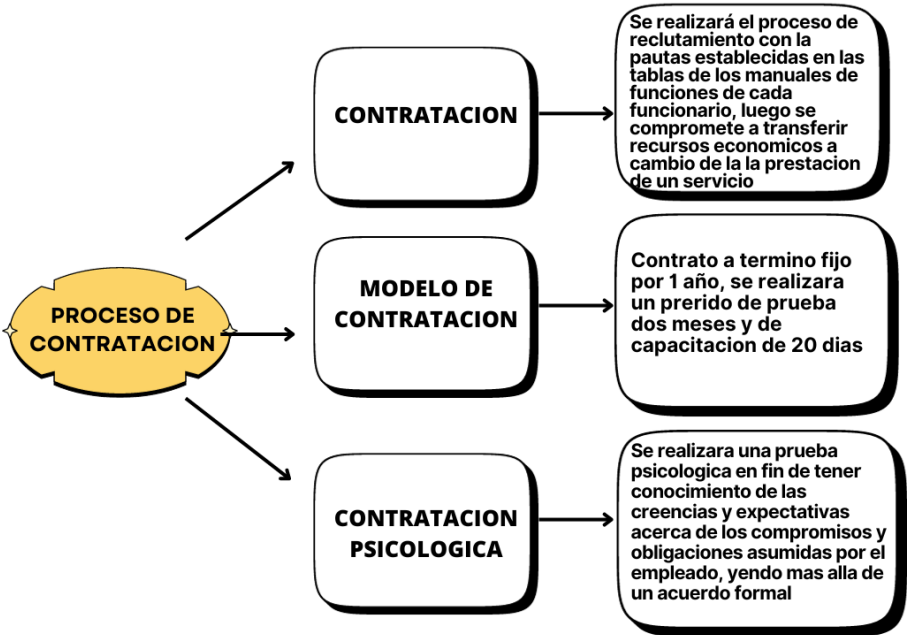 PROCESO DE
CONTRATACION
CONTRATACION
Se realizará el proceso de
reclutamiento con la
pautas establecidas en las
tablas de los manuales de
funciones de cada
funcionario, luego se
compromete a transferir
recursos economicos a
cambio de la la prestacion
de un servicio
MODELO DE
CONTRATACION
Contrato a termino fijo
por 1 año, se realizara
un prerido de prueba
dos meses y de
capacitacion de 20 dias
CONTRATACION
PSICOLOGICA
Se realizara una prueba
psicologica en fin de tener
conocimiento de las
creencias y expectativas
acerca de los compromisos y
obligaciones asumidas por el
empleado, yendo mas alla de
un acuerdo formal